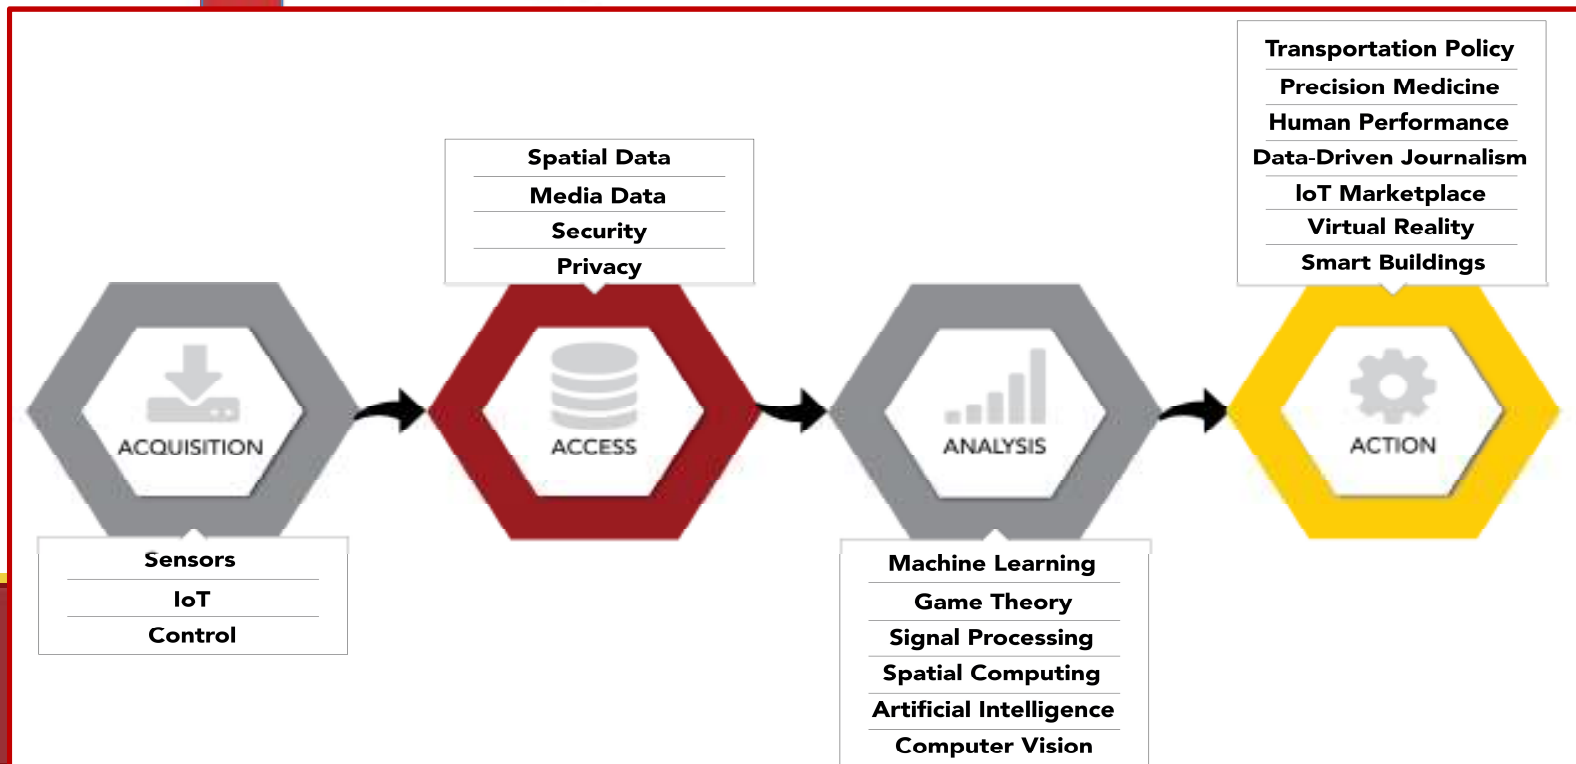 Transportation Policy
Precision Medicine
Human Performance
Data-Driven Journalism
IoT Marketplace
Virtual Reality
Smart Buildings
Spatial Data
Media Data
Security
Privacy
ACQUISITION
ACCESS
ANALYSIS
ACTION
Sensors
IoT
Control
Machine Learning
Game Theory
Signal Processing
Spatial Computing
Artificial Intelligence
Computer Vision